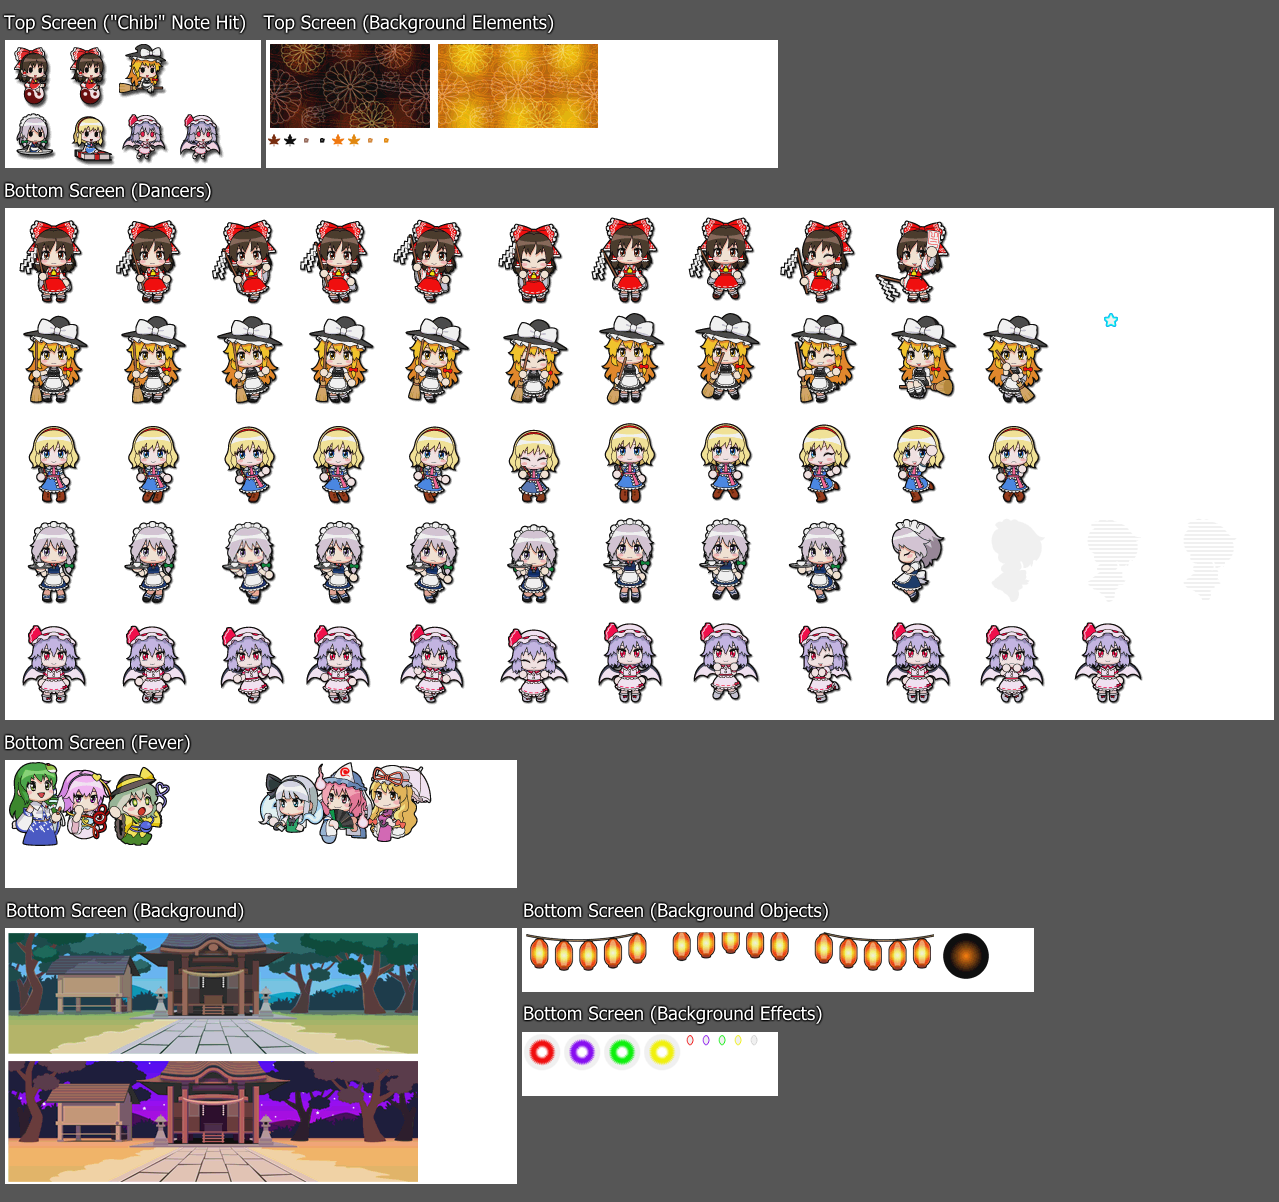 Top Screen ("Chibi" Note Hit)
Top Screen (Background Elements)
Bottom Screen (Dancers)
Bottom Screen (Fever)
Bottom Screen (Background)
Bottom Screen (Background Objects)
Bottom Screen (Background Effects)